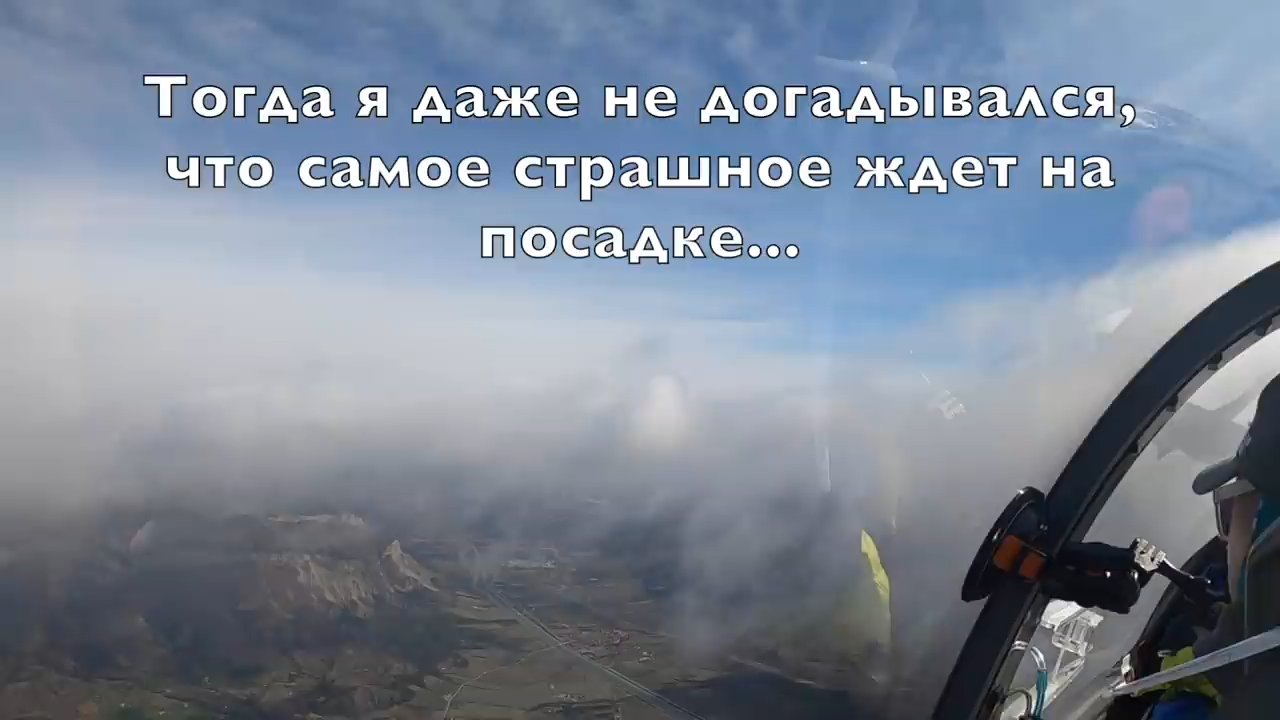 Тогда я даже не догадывался,
что самое страшное ждет на
посадке...